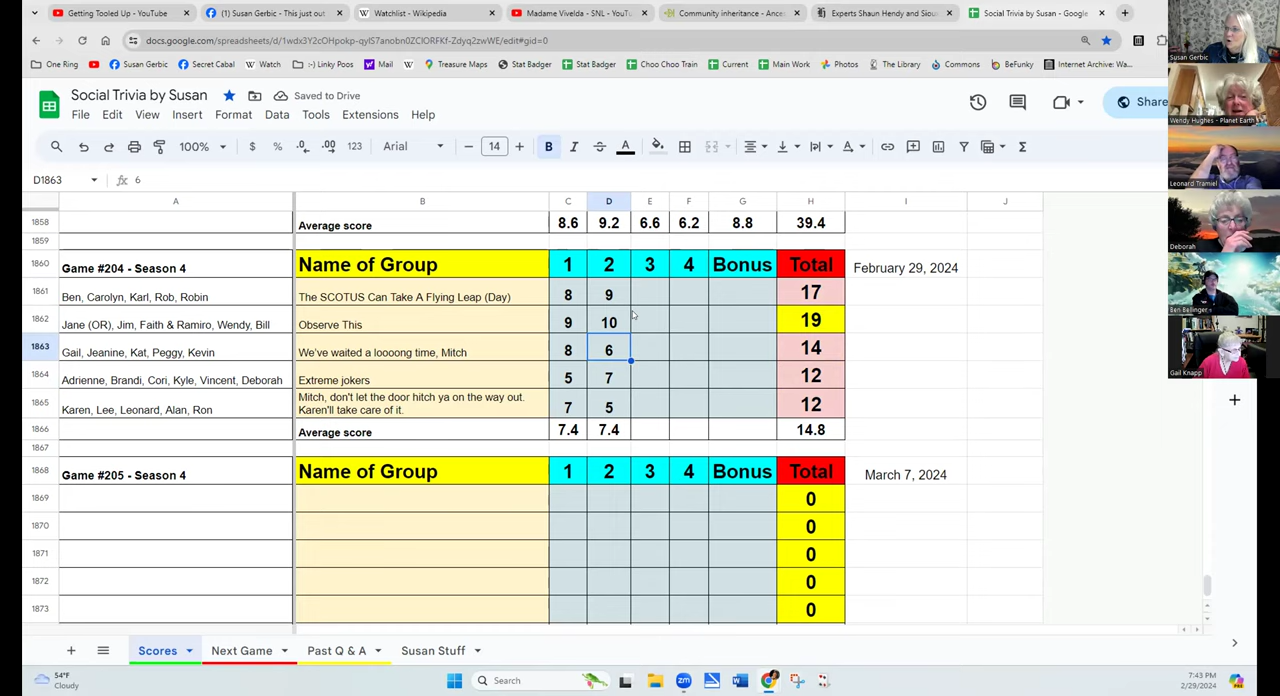 Getting Tooled Up - YouTube
(1) Susan Gerbic - This just out
Watchlist - Wikipedia
Madame Vivelda - SNL - YouTu
Community inheritance - Ances
Experts Shaun Hendy and Siou
Social Trivia by Susan - Google
docs.google.com/spreadsheets/d/
edit#gid=0
One Ring
Susan Gerbic
Secret Cabal
Watch
:-) Linky Poos
Mail
Treasure Maps
Stat Badger
Choo Choo Train
Current
Main Work
Photos
The Library
Commons
BeFunky
Internet Archive: Wa...
Social Trivia by Susan
Saved to Drive
File Edit View Insert Format Data Tools Extensions Help
Share
100% $ % .0 .00 123 Arial - 14 + B I A Σ
D1863 fx 6
A B C D E F G H I J
1858 Average score 8.6 9.2 6.6 6.2 8.8 39.4
1859
1860 Game #204 - Season 4 Name of Group 1 2 3 4 Bonus Total February 29, 2024
1861 Ben, Carolyn, Karl, Rob, Robin The SCOTUS Can Take A Flying Leap (Day) 8 9 17
1862 Jane (OR), Jim, Faith & Ramiro, Wendy, Bill Observe This 9 10 19
1863 Gail, Jeanine, Kat, Peggy, Kevin We've waited a loooong time, Mitch 8 6 14
1864 Adrienne, Brandi, Cori, Kyle, Vincent, Deborah Extreme jokers 5 7 12
1865 Karen, Lee, Leonard, Alan, Ron Mitch, don't let the door hitch ya on the way out.
Karen'll take care of it. 7 5 12
1866 Average score 7.4 7.4 14.8
1867
1868 Game #205 - Season 4 Name of Group 1 2 3 4 Bonus Total March 7, 2024
1869 0
1870 0
1871 0
1872 0
1873 0
Scores Next Game Past Q & A Susan Stuff
54°F
Cloudy
Search
7:43 PM
2/29/2024
Susan Gerbic
Wendy Hughes - Planet Earth
Leonard Tramiel
Deborah
Ben Bellinger
Gail Knapp